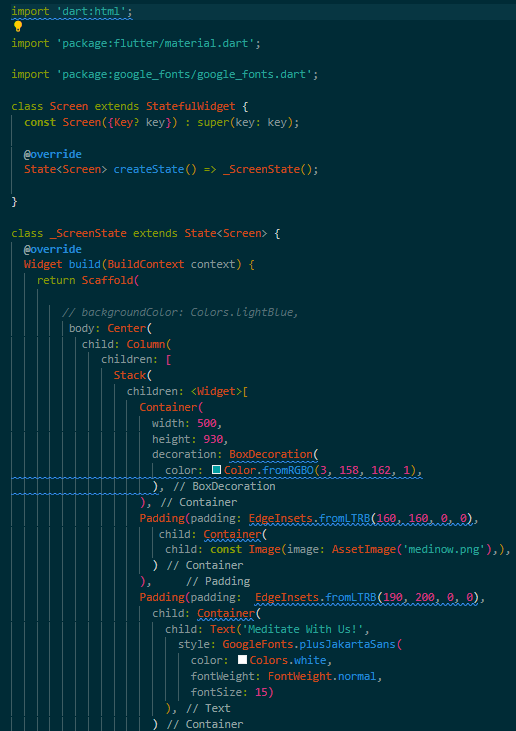 import 'dart:html';
import 'package:flutter/material.dart';
import 'package:google_fonts/google_fonts.dart';
class Screen extends StatefulWidget {
const Screen({Key? key}) : super(key: key);
@override
State<Screen> createState() => _ScreenState();
}
class _ScreenState extends State<Screen> {
@override
Widget build(BuildContext context) {
return Scaffold(
// backgroundColor: Colors.lightBlue,
body: Center(
child: Column(
children: [
Stack(
children: <Widget>[
Container(
width: 500,
height: 930,
decoration: BoxDecoration(
color: Color.fromRGBO(3, 158, 162, 1),
), // BoxDecoration
), // Container
Padding(padding: EdgeInsets.fromLTRB(160, 160, 0, 0),
child: Container(
child: const Image(image: AssetImage('medinow.png'),),
) // Container
), // Padding
Padding(padding: EdgeInsets.fromLTRB(190, 200, 0, 0),
child: Container(
child: Text('Meditate With Us!',
style: GoogleFonts.plusJakartaSans(
color: Colors.white,
fontWeight: FontWeight.normal,
fontSize: 15)
), // Text
) // Container